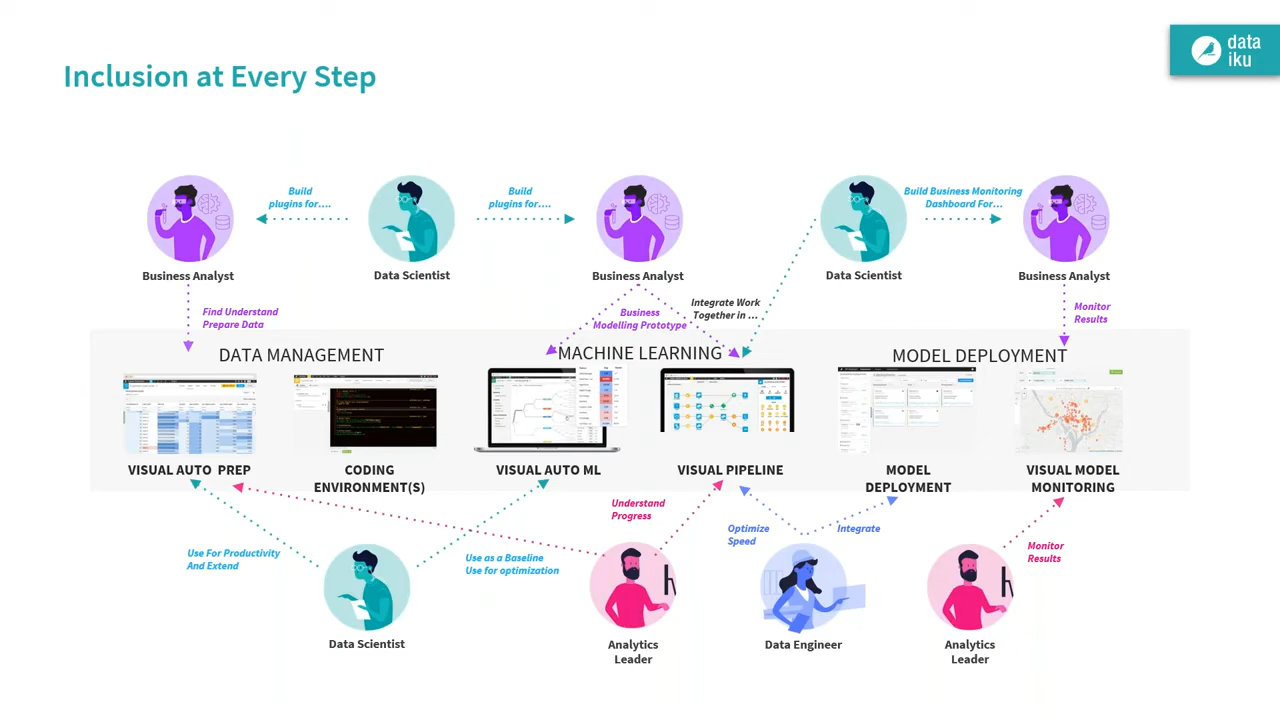 data
iku
Inclusion at Every Step
Build
plugins for....
Build
plugins for....
Build Business Monitoring
Dashboard For...
Business Analyst
Data Scientist
Business Analyst
Data Scientist
Business Analyst
Find Understand
Prepare Data
Business
Modelling Prototype
Integrate Work
Together in ...
Monitor
Results
DATA MANAGEMENT
MACHINE LEARNING
MODEL DEPLOYMENT
VISUAL AUTO PREP
CODING
ENVIRONMENT(S)
VISUAL AUTO ML
VISUAL PIPELINE
MODEL
DEPLOYMENT
VISUAL MODEL
MONITORING
Understand
Progress
Optimize
Speed
Integrate
Monitor
Results
Use For Productivity
And Extend
Use as a Baseline
Use for optimization
Data Scientist
Analytics
Leader
Data Engineer
Analytics
Leader